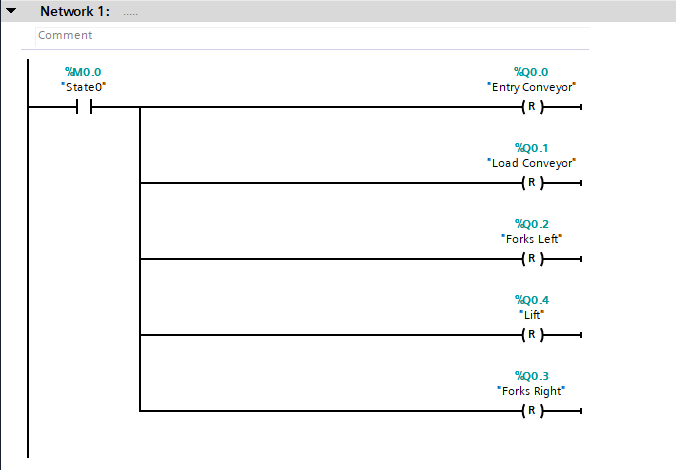 Network 1: .....
Comment
%M0.0 %Q0.0
"State0" "Entry Conveyor"
( R )
%Q0.1
"Load Conveyor"
( R )
%Q0.2
"Forks Left"
( R )
%Q0.4
"Lift"
( R )
%Q0.3
"Forks Right"
( R )